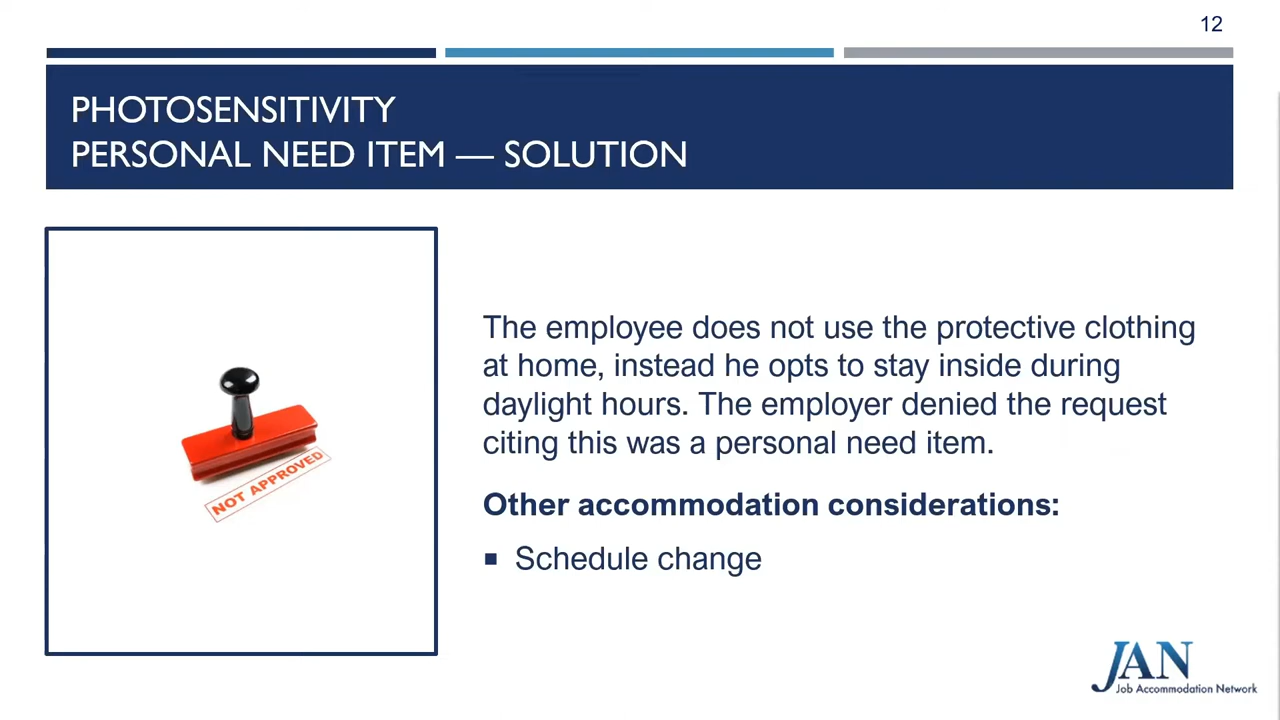 12
PHOTOSENSITIVITY
PERSONAL NEED ITEM — SOLUTION
NOT APPROVED
The employee does not use the protective clothing
at home, instead he opts to stay inside during
daylight hours. The employer denied the request
citing this was a personal need item.
Other accommodation considerations:
▪ Schedule change
JAN
Job Accommodation Network